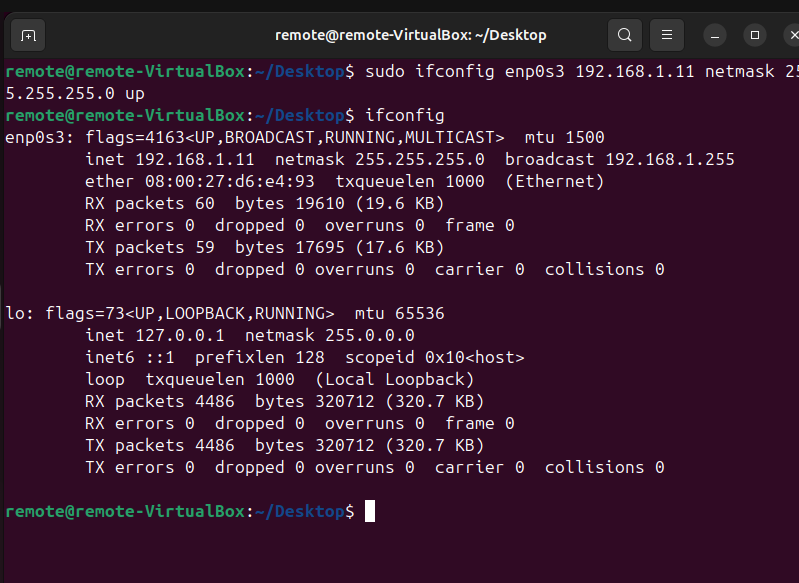 remote@remote-VirtualBox: ~/Desktop
remote@remote-VirtualBox:~/Desktop$ sudo ifconfig enp0s3 192.168.1.11 netmask 25
5.255.255.0 up
remote@remote-VirtualBox:~/Desktop$ ifconfig
enp0s3: flags=4163<UP,BROADCAST,RUNNING,MULTICAST>  mtu 1500
        inet 192.168.1.11  netmask 255.255.255.0  broadcast 192.168.1.255
        ether 08:00:27:d6:e4:93  txqueuelen 1000  (Ethernet)
        RX packets 60  bytes 19610 (19.6 KB)
        RX errors 0  dropped 0  overruns 0  frame 0
        TX packets 59  bytes 17695 (17.6 KB)
        TX errors 0  dropped 0 overruns 0  carrier 0  collisions 0
lo: flags=73<UP,LOOPBACK,RUNNING>  mtu 65536
        inet 127.0.0.1  netmask 255.0.0.0
        inet6 ::1  prefixlen 128  scopeid 0x10<host>
        loop  txqueuelen 1000  (Local Loopback)
        RX packets 4486  bytes 320712 (320.7 KB)
        RX errors 0  dropped 0  overruns 0  frame 0
        TX packets 4486  bytes 320712 (320.7 KB)
        TX errors 0  dropped 0 overruns 0  carrier 0  collisions 0
remote@remote-VirtualBox:~/Desktop$